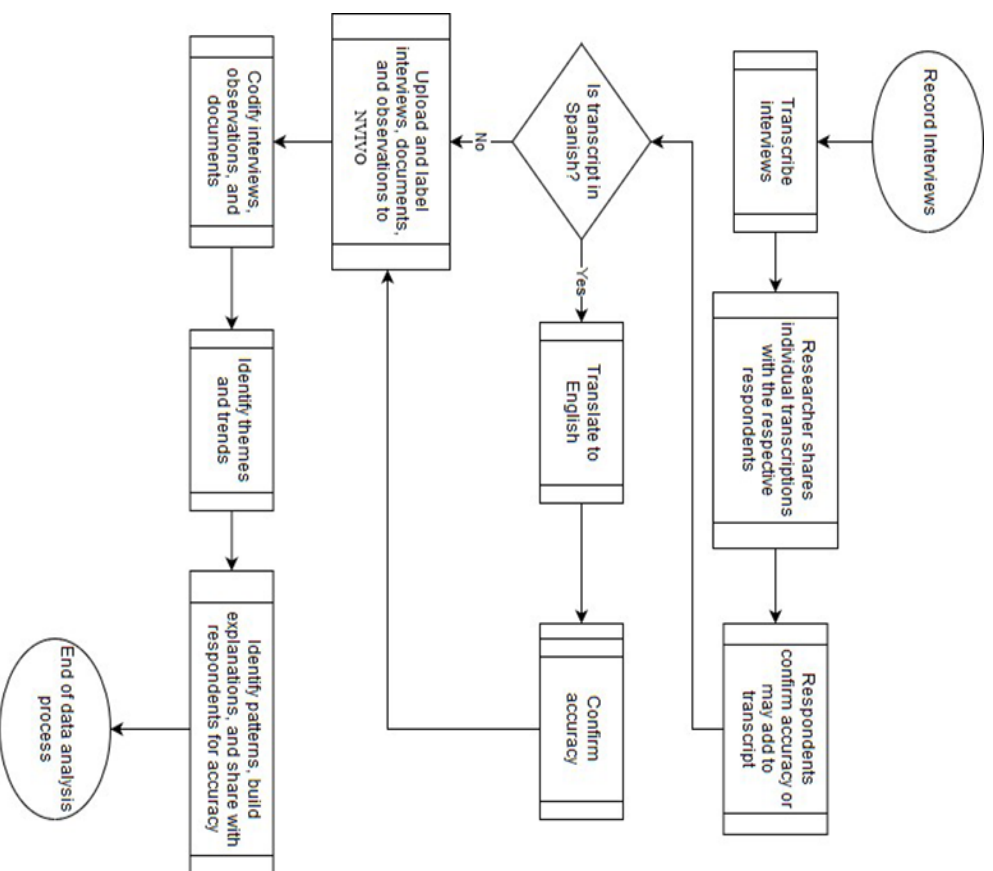 Record Interviews
Transcribe
interviews
Researcher shares
individual transcriptions
with the respective
respondents
Respondents
confirm accuracy or
may add to
transcript
Is transcript in
Spanish?
No
Yes
Translate to
English
Confirm
accuracy
Upload and label
interviews, documents,
and observations to
NVIVO
Codify interviews,
observations, and
documents
Identify themes
and trends
Identify patterns, build
explanations, and share with
respondents for accuracy
End of data analysis
process